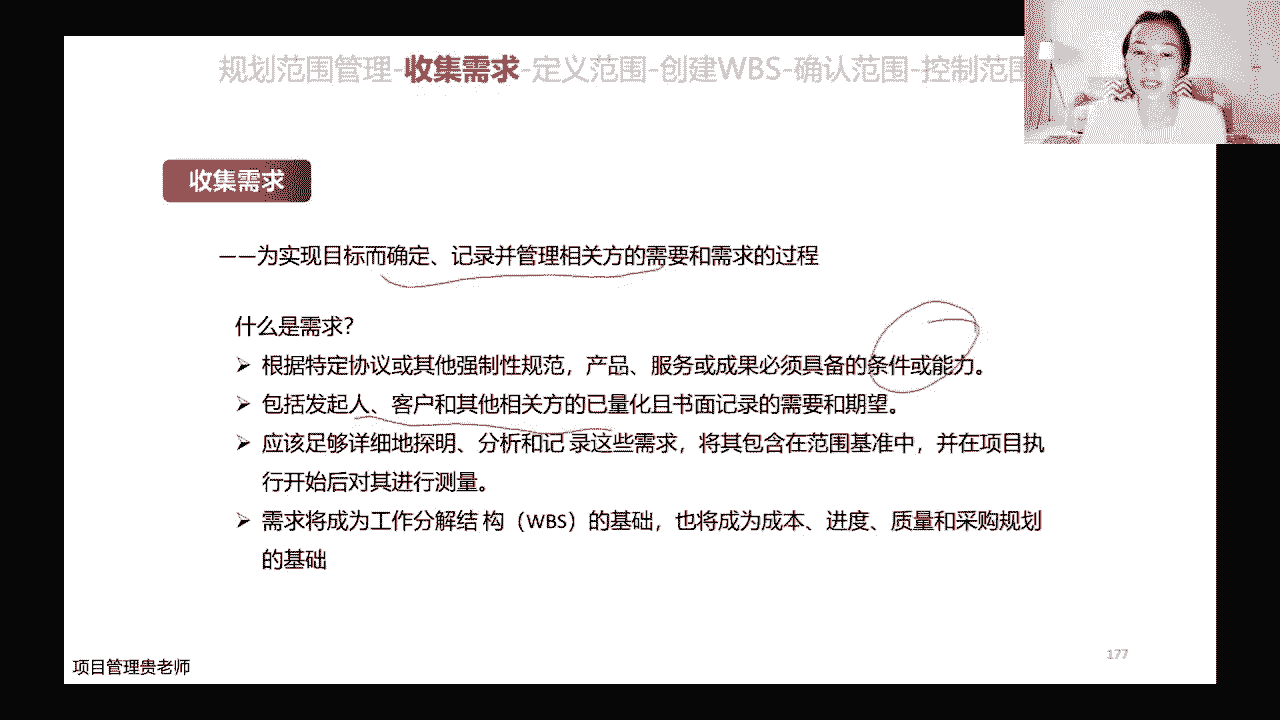 规划范围管理-收集需求-定义范围-创建WBS-确认范围-控制范围
收集需求
——为实现目标而确定、记录并管理相关方的需要和需求的过程
什么是需求？
➢ 根据特定协议或其他强制性规范，产品、服务或成果必须具备的条件或能力。
➢ 包括发起人、客户和其他相关方的已量化且书面记录的需要和期望。
➢ 应该足够详细地探明、分析和记 录这些需求，将其包含在范围基准中，并在项目执
行开始后对其进行测量。
➢ 需求将成为工作分解结 构（WBS）的基础，也将成为成本、进度、质量和采购规划
的基础
项目管理贵老师
177